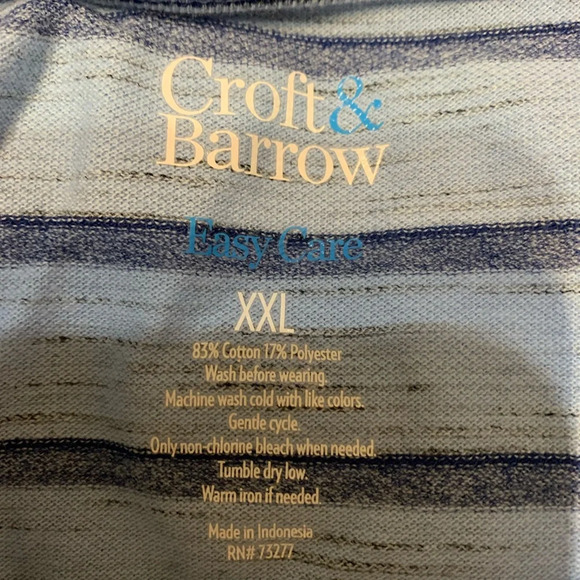 Croft &
Barrow
Easy Care
XXL
83% Cotton 17% Polyester
Wash before wearing.
Machine wash cold with like colors.
Gentle cycle.
Only non-chlorine bleach when needed.
Tumble dry low.
Warm iron if needed.
Made in Indonesia
RN# 73277